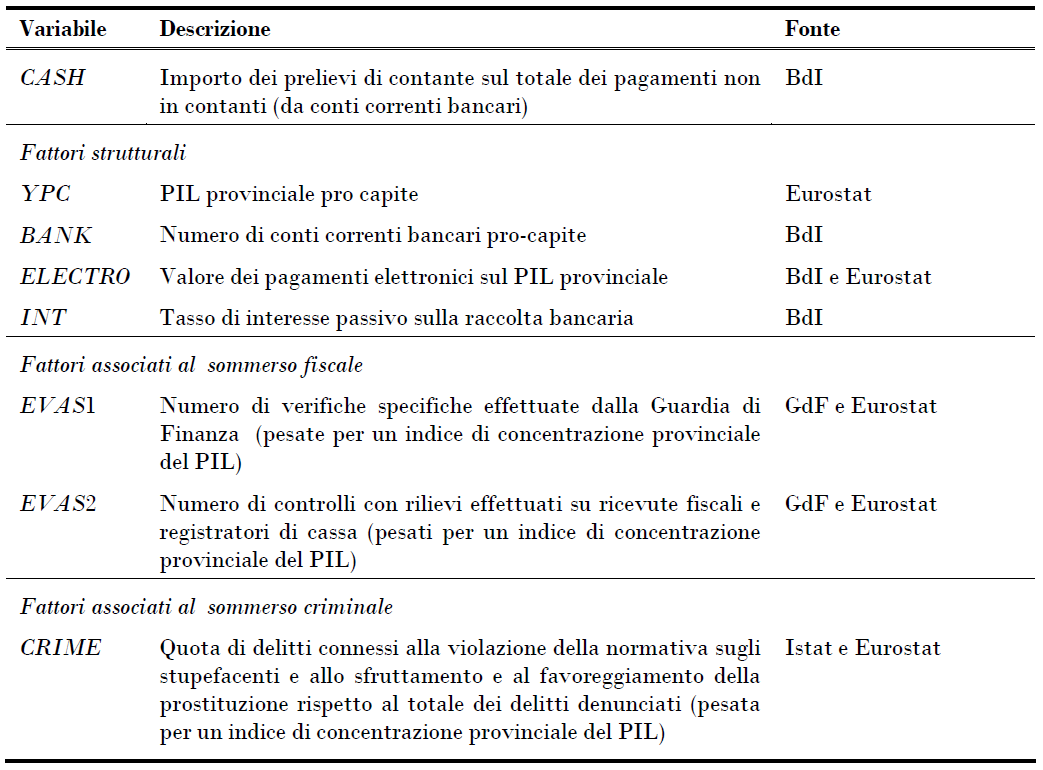 Variabile Descrizione Fonte
CASH Importo dei prelievi di contante sul totale dei pagamenti non BdI
in contanti (da conti correnti bancari)
Fattori strutturali
YPC PIL provinciale pro capite Eurostat
BANK Numero di conti correnti bancari pro-capite BdI
ELECTRO Valore dei pagamenti elettronici sul PIL provinciale BdI e Eurostat
INT Tasso di interesse passivo sulla raccolta bancaria BdI
Fattori associati al sommerso fiscale
EVAS1 Numero di verifiche specifiche effettuate dalla Guardia di GdF e Eurostat
Finanza (pesate per un indice di concentrazione provinciale
del PIL)
EVAS2 Numero di controlli con rilievi effettuati su ricevute fiscali e GdF e Eurostat
registratori di cassa (pesati per un indice di concentrazione
provinciale del PIL)
Fattori associati al sommerso criminale
CRIME Quota di delitti connessi alla violazione della normativa sugli Istat e Eurostat
stupefacenti e allo sfruttamento e al favoreggiamento della
prostituzione rispetto al totale dei delitti denunciati (pesata
per un indice di concentrazione provinciale del PIL)